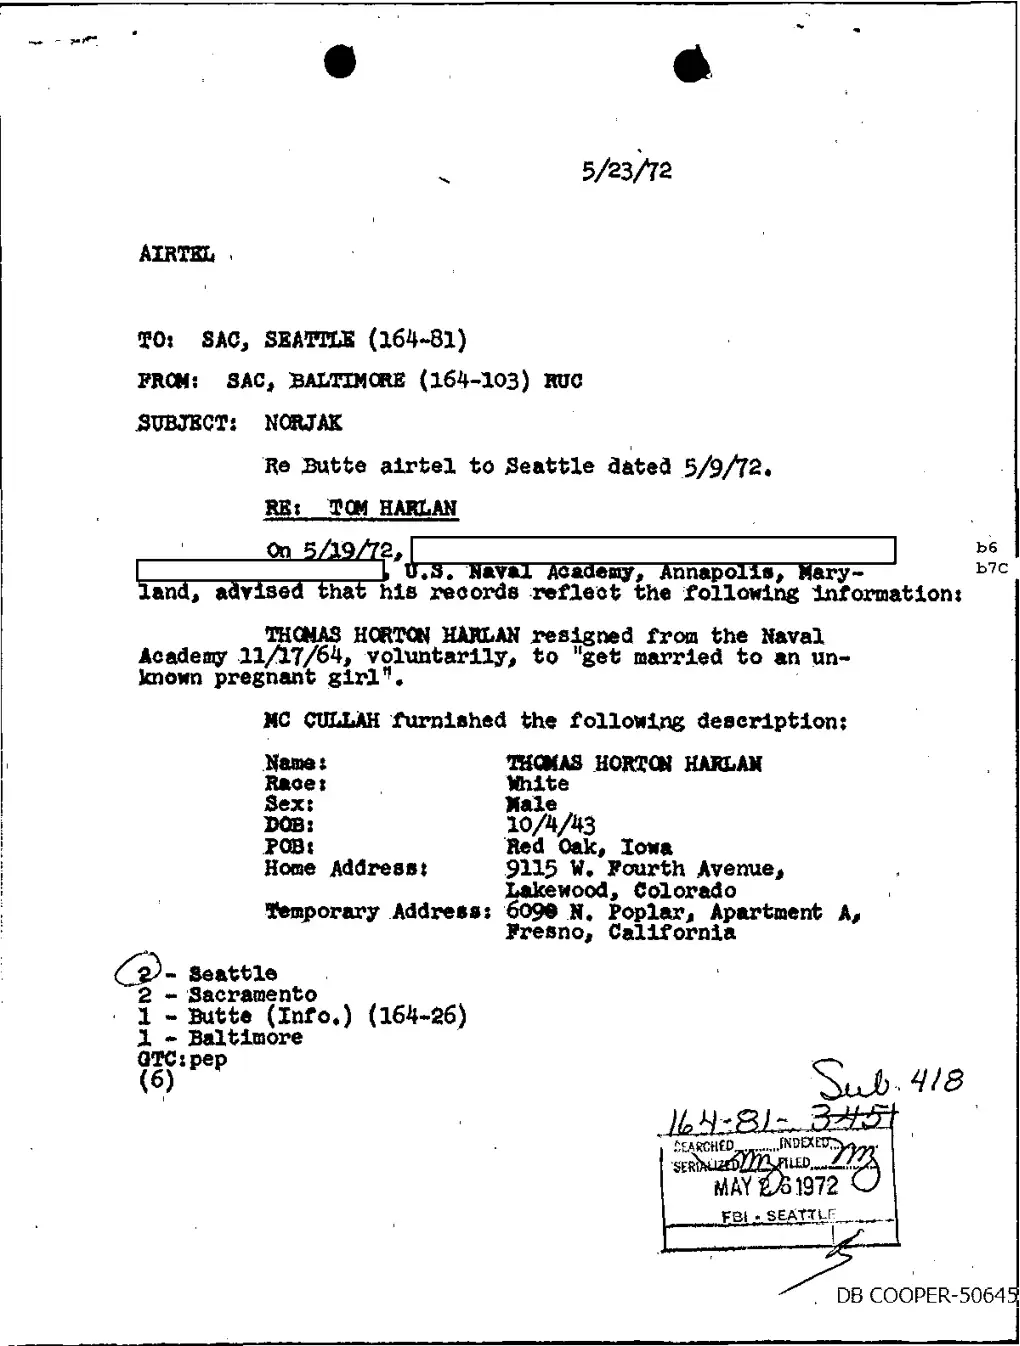 5/23/72
AIRTEL
TO: SAC, SEATTLE (164-81)
FROM: SAC, BALTIMORE (164-103) RUC
SUBJECT: NORJAK
Re Butte airtel to Seattle dated 5/9/72.
RE: TOM HARLAN
On 5/19/72,
b6
, U.S. Naval Academy, Annapolis, Mary-
b7C
land, advised that his records reflect the following information:
THOMAS HORTON HARLAN resigned from the Naval
Academy 11/17/64, voluntarily, to "get married to an un-
known pregnant girl".
MC CULLAH furnished the following description:
Name: THOMAS HORTON HARLAN
Race: White
Sex: Male
DOB: 10/4/43
POB: Red Oak, Iowa
Home Address: 9115 W. Fourth Avenue,
Lakewood, Colorado
Temporary Address: 6090 N. Poplar, Apartment A,
Fresno, California
2 - Seattle
2 - Sacramento
1 - Butte (Info.) (164-26)
1 - Baltimore
GTC:pep
(6)
Sub. 418
164-81- 3451
SEARCHED INDEXED
SERIALIZED FILED
MAY 26 1972
FBI - SEATTLE
DB COOPER-50645